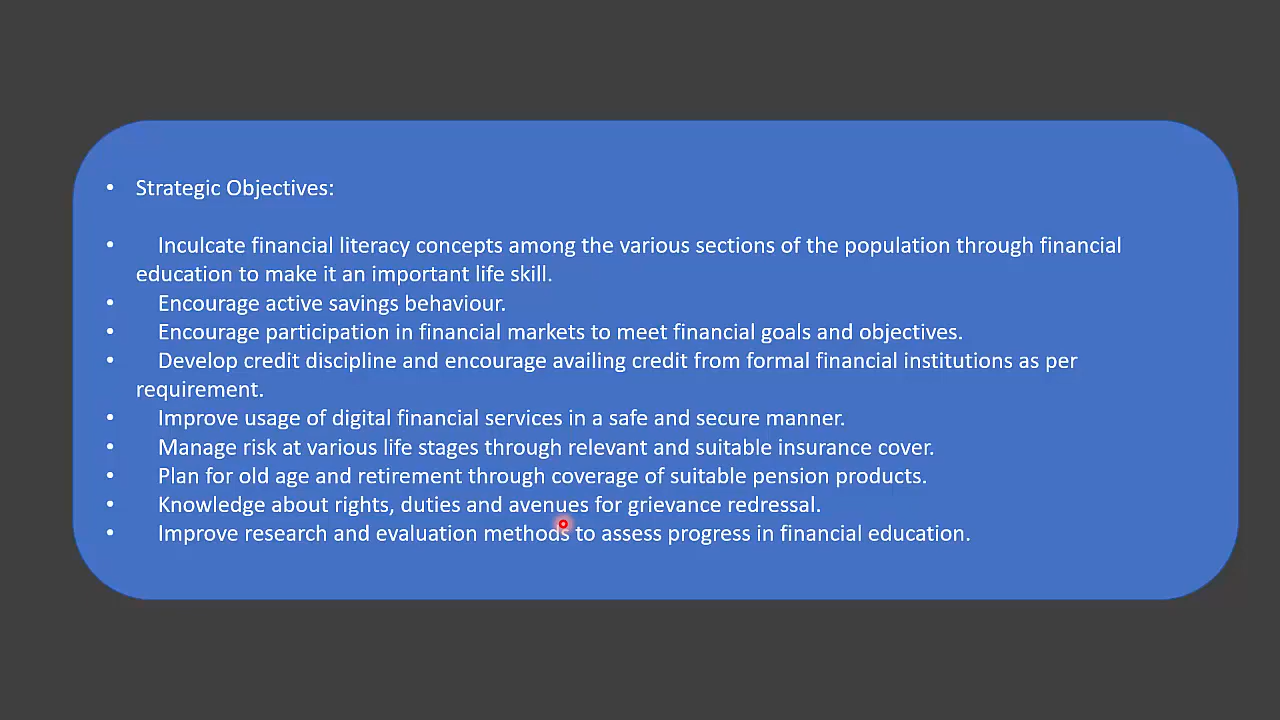 • Strategic Objectives:
• Inculcate financial literacy concepts among the various sections of the population through financial
education to make it an important life skill.
• Encourage active savings behaviour.
• Encourage participation in financial markets to meet financial goals and objectives.
• Develop credit discipline and encourage availing credit from formal financial institutions as per
requirement.
• Improve usage of digital financial services in a safe and secure manner.
• Manage risk at various life stages through relevant and suitable insurance cover.
• Plan for old age and retirement through coverage of suitable pension products.
• Knowledge about rights, duties and avenues for grievance redressal.
• Improve research and evaluation methods to assess progress in financial education.